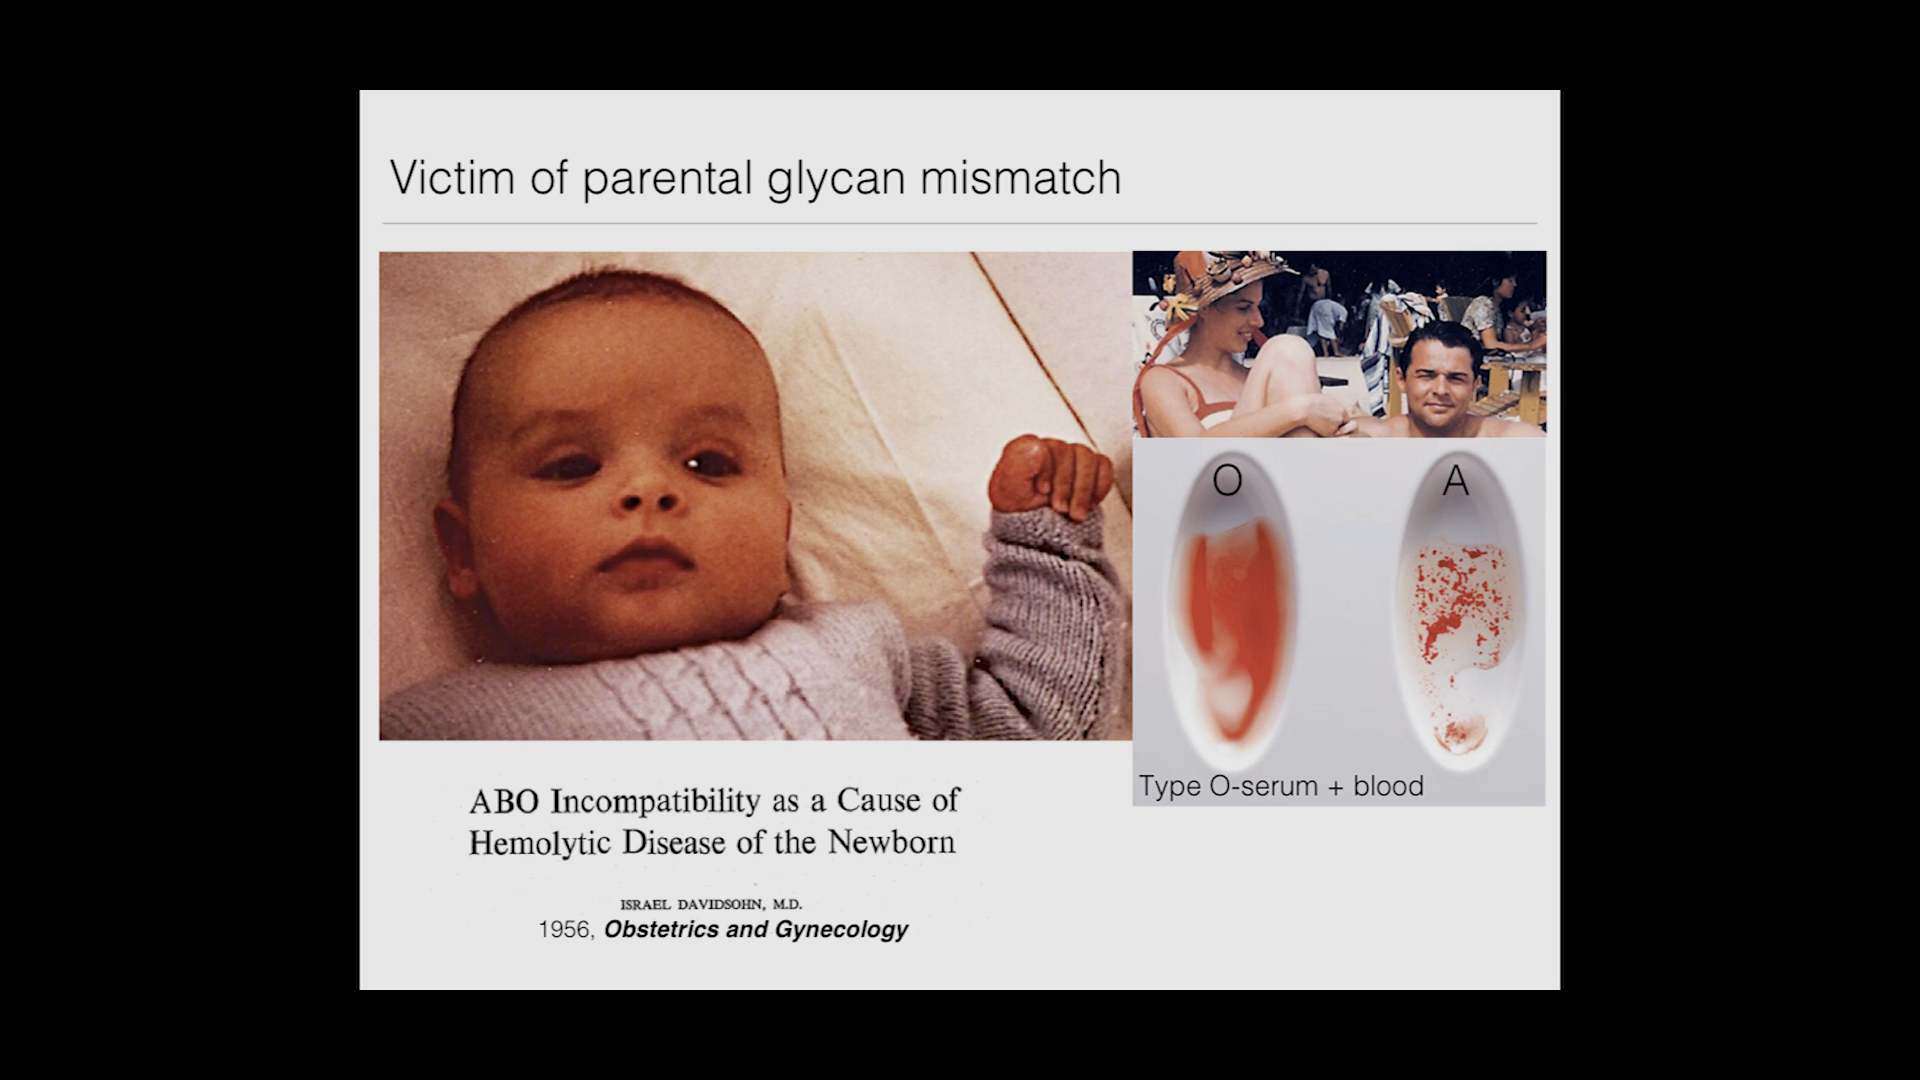 Victim of parental glycan mismatch
O
A
Type O-serum + blood
ABO Incompatibility as a Cause of
Hemolytic Disease of the Newborn
ISRAEL DAVIDSOHN, M.D.
1956, Obstetrics and Gynecology